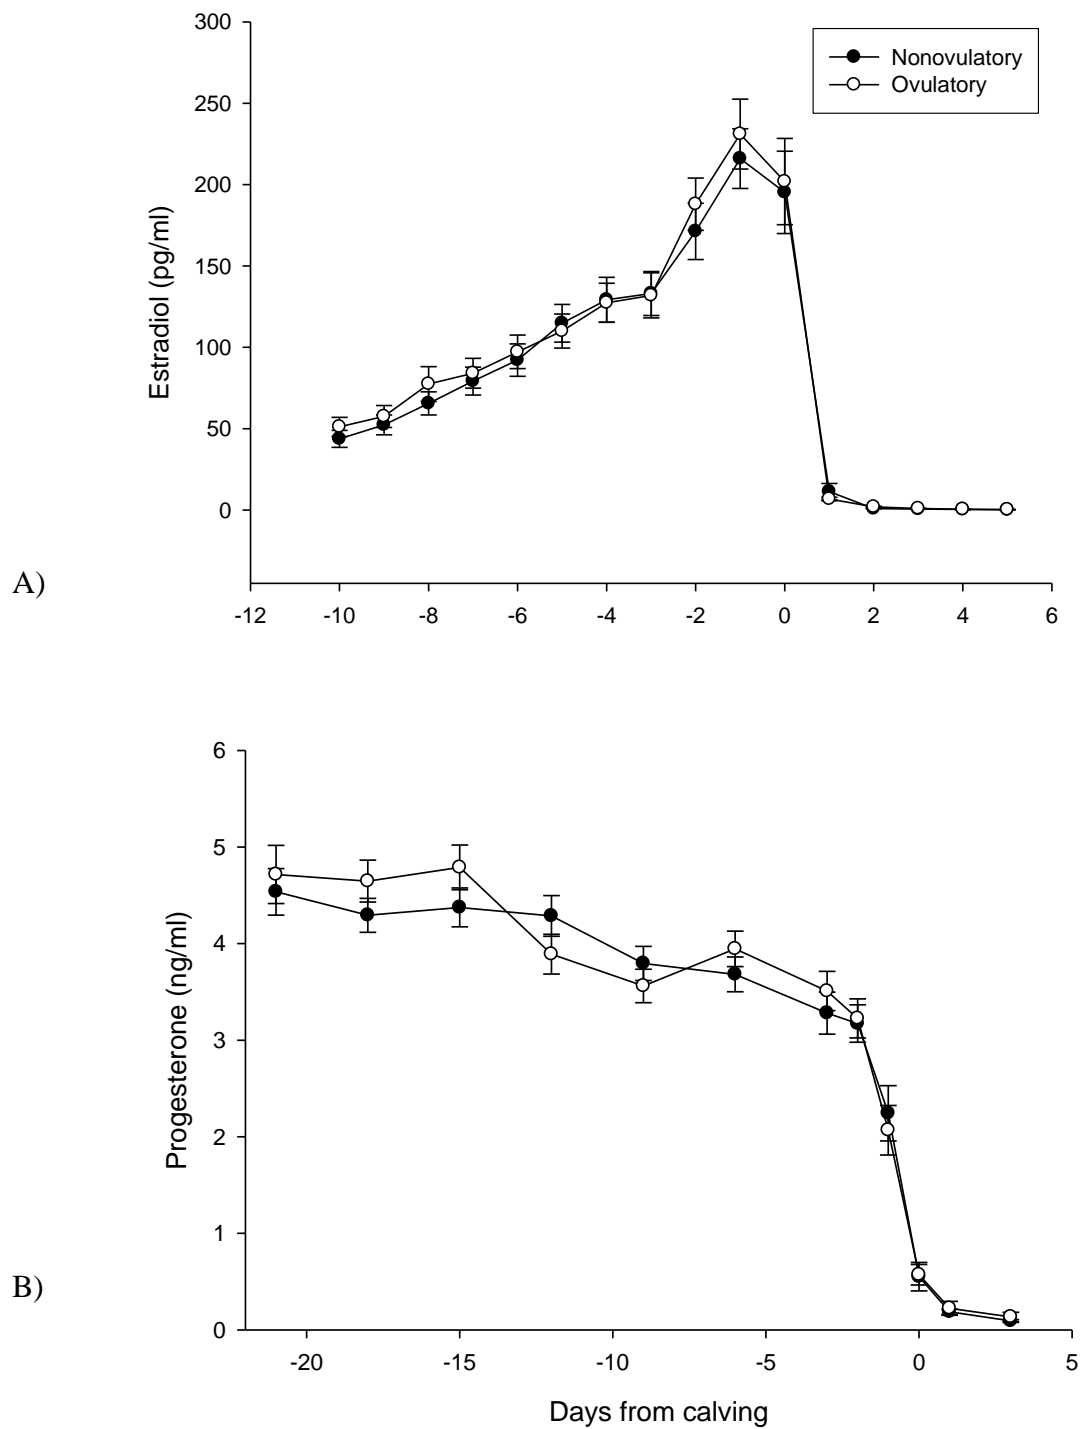 300
250
200
150
100
50
0
Estradiol (pg/ml)
Nonovulatory
Ovulatory
A)
-12 -10 -8 -6 -4 -2 0 2 4 6
6
5
4
3
2
1
0
Progesterone (ng/ml)
B)
-20 -15 -10 -5 0 5
Days from calving